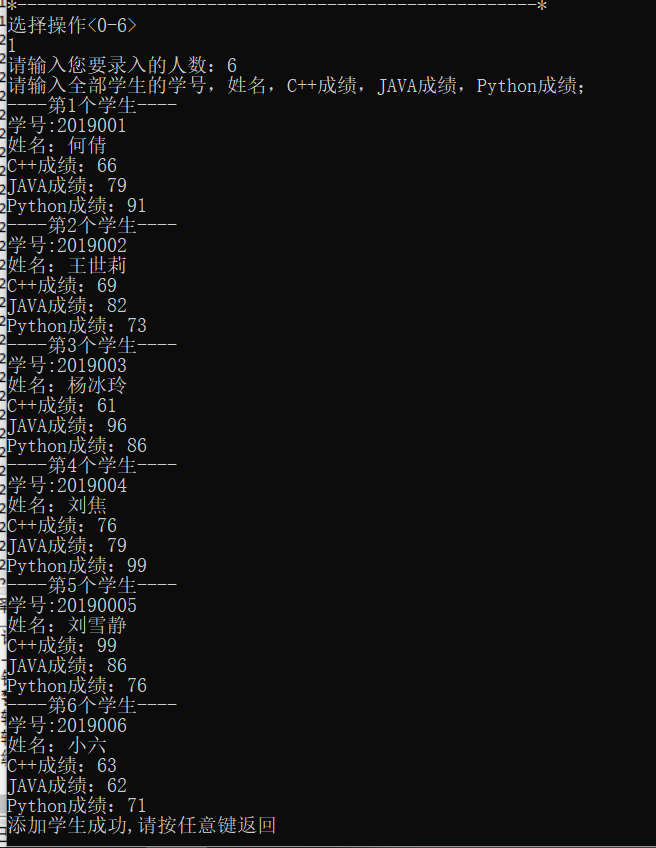 *----------------------------------------------------*
选择操作<0-6>
1
请输入您要录入的人数：6
请输入全部学生的学号，姓名，C++成绩，JAVA成绩，Python成绩；
----第1个学生----
学号:2019001
姓名：何倩
C++成绩：66
JAVA成绩：79
Python成绩：91
----第2个学生----
学号:2019002
姓名：王世莉
C++成绩：69
JAVA成绩：82
Python成绩：73
----第3个学生----
学号:2019003
姓名：杨冰玲
C++成绩：61
JAVA成绩：96
Python成绩：86
----第4个学生----
学号:2019004
姓名：刘焦
C++成绩：76
JAVA成绩：79
Python成绩：99
----第5个学生----
学号:20190005
姓名：刘雪静
C++成绩：99
JAVA成绩：86
Python成绩：76
----第6个学生----
学号:2019006
姓名：小六
C++成绩：63
JAVA成绩：62
Python成绩：71
添加学生成功,请按任意键返回